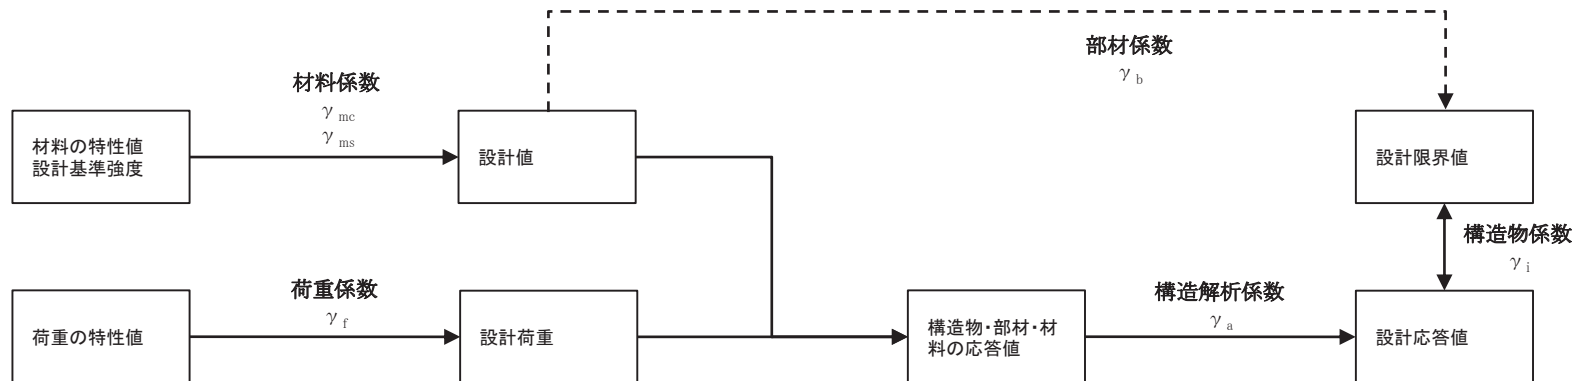 部材係数
γ b
材料係数
γ mc
γ ms
材料の特性値
設計基準強度
設計値
設計限界値
構造物係数
γ i
荷重係数
γ f
構造解析係数
γ a
荷重の特性値
設計荷重
構造物・部材・材
料の応答値
設計応答値